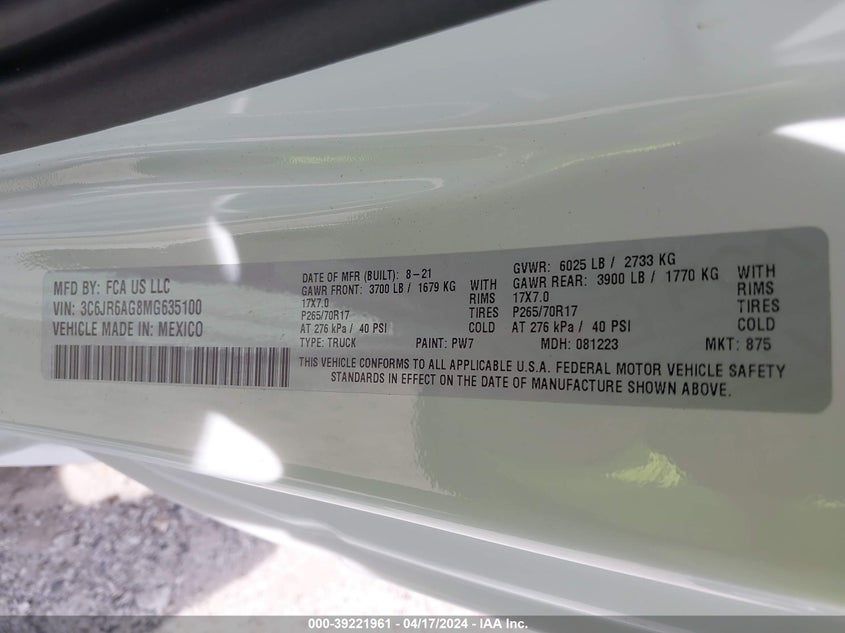 MFD BY: FCA US LLC
VIN: 3C6JR6AG8MG635100
VEHICLE MADE IN: MEXICO
DATE OF MFR (BUILT): 8-21
GAWR FRONT: 3700 LB / 1679 KG WITH
17X7.0 RIMS
P265/70R17 TIRES
AT 276 kPa / 40 PSI COLD
TYPE: TRUCK PAINT: PW7
GVWR: 6025 LB / 2733 KG
GAWR REAR: 3900 LB / 1770 KG WITH
17X7.0 RIMS
P265/70R17 TIRES
AT 276 kPa / 40 PSI COLD
MDH: 081223 MKT: 875
THIS VEHICLE CONFORMS TO ALL APPLICABLE U.S.A. FEDERAL MOTOR VEHICLE SAFETY
STANDARDS IN EFFECT ON THE DATE OF MANUFACTURE SHOWN ABOVE.
000-39221961 - 04/17/2024 - IAA Inc.